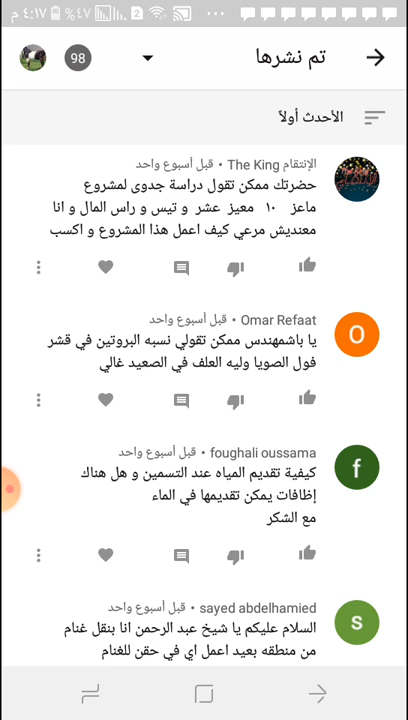 ٤:١٧ م ٤٧% 2
تم نشرها 98
الأحدث أولاً
الإنتقام The King • قبل أسبوع واحد
حضرتك ممكن تقول دراسة جدوى لمشروع
ماعز ١٠ معيز عشر و تيس و راس المال و انا
معنديش مرعي كيف اعمل هذا المشروع و اكسب
Omar Refaat • قبل أسبوع واحد
يا باشمهندس ممكن تقولي نسبه البروتين في قشر
فول الصويا وليه العلف في الصعيد غالي
foughali oussama • قبل أسبوع واحد
كيفية تقديم المياه عند التسمين و هل هناك
إظافات يمكن تقديمها في الماء
مع الشكر
sayed abdelhamied • قبل أسبوع واحد
السلام عليكم يا شيخ عبد الرحمن انا بنقل غنام
من منطقه بعيد اعمل اي في حقن للغنام